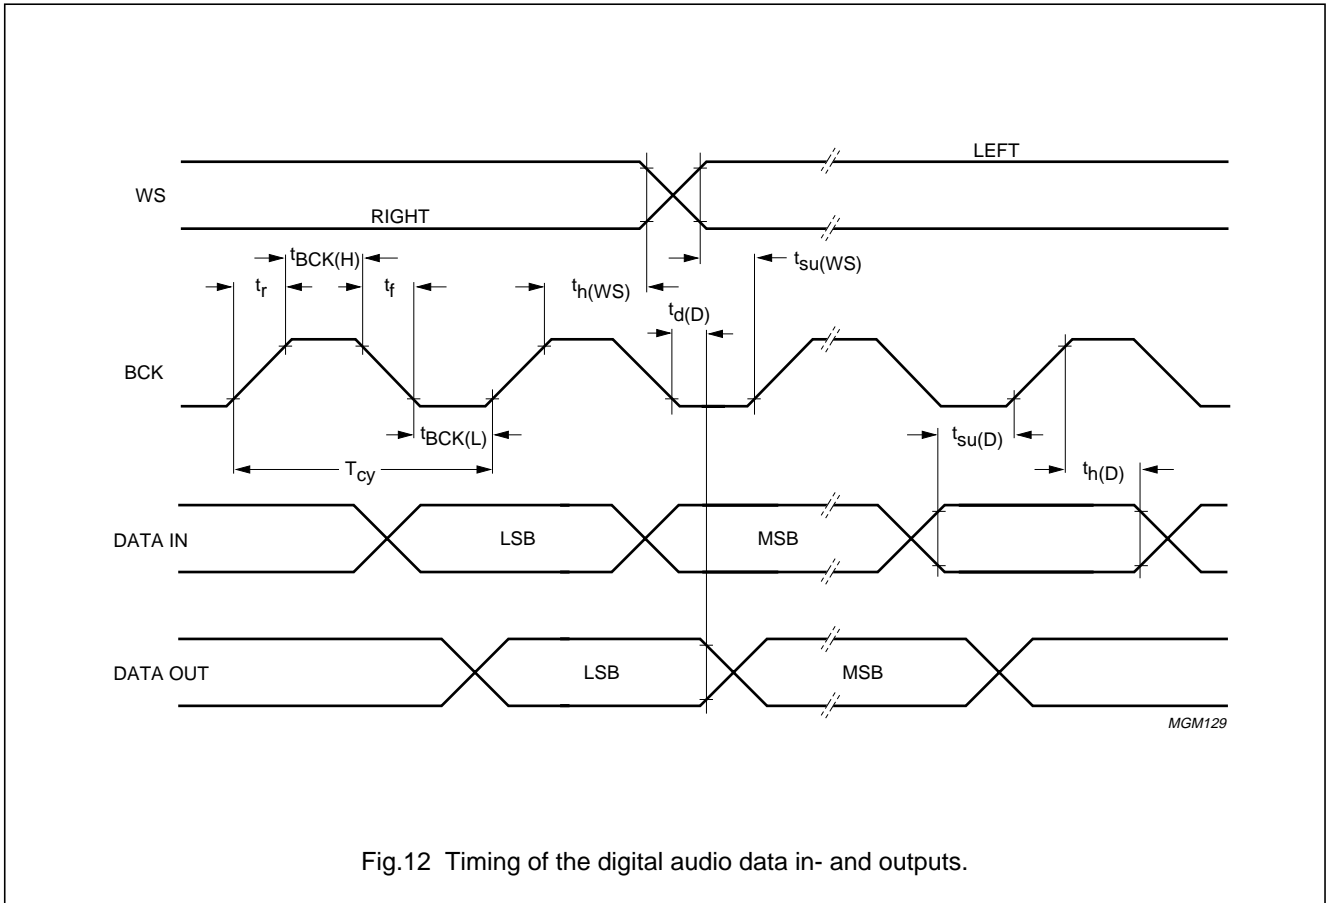 LEFT
WS
RIGHT
tBCK(H)
tsu(WS)
tr
tf
th(WS)
td(D)
BCK
tBCK(L)
tsu(D)
Tcy
th(D)
DATA IN
LSB
MSB
DATA OUT
LSB
MSB
MGM129
Fig.12 Timing of the digital audio data in- and outputs.